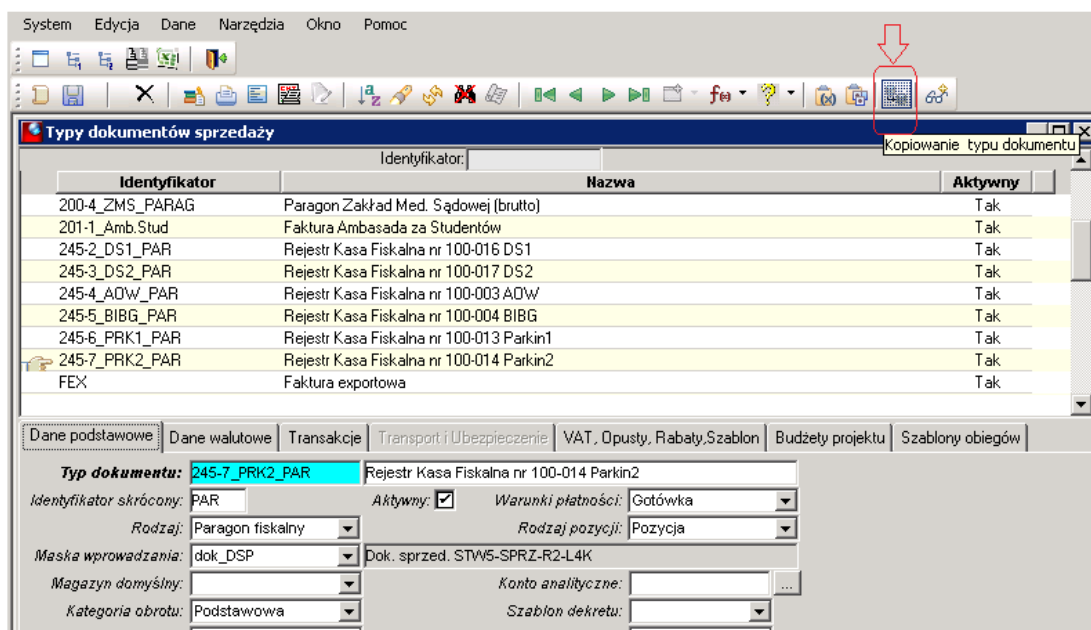 System Edycja Dane Narzędzia Okno Pomoc
Typy dokumentów sprzedaży
Kopiowanie typu dokumentu
Identyfikator:
Identyfikator Nazwa Aktywny
200-4_ZMS_PARAG Paragon Zakład Med. Sądowej (brutto) Tak
201-1_Amb.Stud Faktura Ambasada za Studentów Tak
245-2_DS1_PAR Rejestr Kasa Fiskalna nr 100-016 DS1 Tak
245-3_DS2_PAR Rejestr Kasa Fiskalna nr 100-017 DS2 Tak
245-4_AOW_PAR Rejestr Kasa Fiskalna nr 100-003 AOW Tak
245-5_BIBG_PAR Rejestr Kasa Fiskalna nr 100-004 BIBG Tak
245-6_PRK1_PAR Rejestr Kasa Fiskalna nr 100-013 Parkin1 Tak
245-7_PRK2_PAR Rejestr Kasa Fiskalna nr 100-014 Parkin2 Tak
FEX Faktura exportowa Tak
Dane podstawowe Dane walutowe Transakcje Transport i Ubezpieczenie VAT, Opusty, Rabaty,Szablon Budżety projektu Szablony obiegów
Typ dokumentu: 245-7_PRK2_PAR Rejestr Kasa Fiskalna nr 100-014 Parkin2
Identyfikator skrócony: PAR Aktywny: Warunki płatności: Gotówka
Rodzaj: Paragon fiskalny Rodzaj pozycji: Pozycja
Maska wprowadzania: dok_DSP Dok. sprzed. STW5-SPRZ-R2-L4K
Magazyn domyślny: Konto analityczne: ...
Kategoria obrotu: Podstawowa Szablon dekretu: